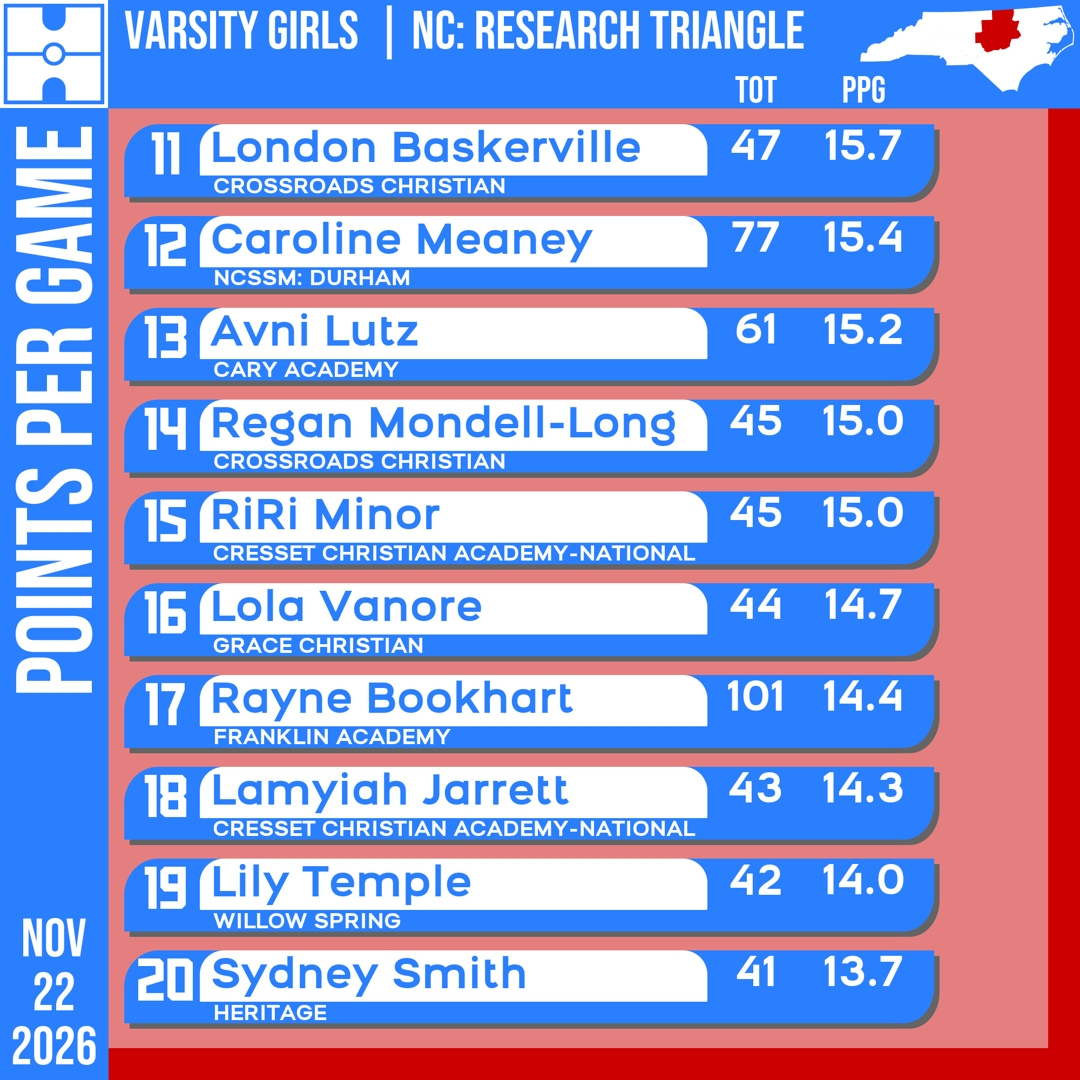 VARSITY GIRLS | NC: RESEARCH TRIANGLE
TOT PPG
POINTS PER GAME
11 London Baskerville 47 15.7
CROSSROADS CHRISTIAN
12 Caroline Meaney 77 15.4
NCSSM: DURHAM
13 Avni Lutz 61 15.2
CARY ACADEMY
14 Regan Mondell-Long 45 15.0
CROSSROADS CHRISTIAN
15 RiRi Minor 45 15.0
CRESSET CHRISTIAN ACADEMY-NATIONAL
16 Lola Vanore 44 14.7
GRACE CHRISTIAN
17 Rayne Bookhart 101 14.4
FRANKLIN ACADEMY
18 Lamyiah Jarrett 43 14.3
CRESSET CHRISTIAN ACADEMY-NATIONAL
19 Lily Temple 42 14.0
WILLOW SPRING
20 Sydney Smith 41 13.7
HERITAGE
NOV
22
2026